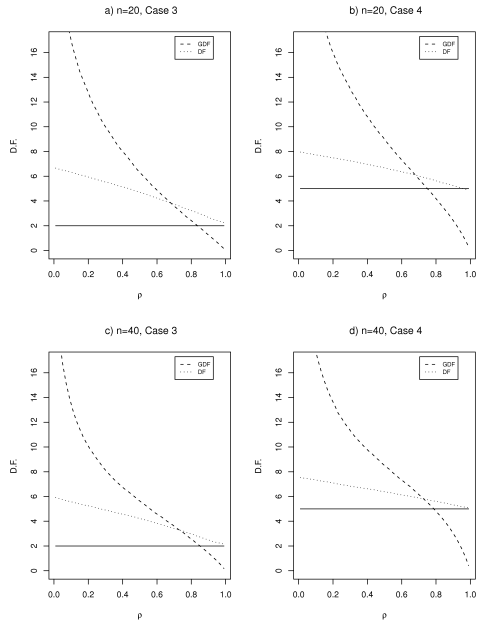 a) n=20, Case 3
D.F.
16
14
12
10
8
6
4
2
0
GDF
DF
0.0 0.2 0.4 0.6 0.8 1.0
ρ
b) n=20, Case 4
D.F.
16
14
12
10
8
6
4
2
0
GDF
DF
0.0 0.2 0.4 0.6 0.8 1.0
ρ
c) n=40, Case 3
D.F.
16
14
12
10
8
6
4
2
0
GDF
DF
0.0 0.2 0.4 0.6 0.8 1.0
ρ
d) n=40, Case 4
D.F.
16
14
12
10
8
6
4
2
0
GDF
DF
0.0 0.2 0.4 0.6 0.8 1.0
ρ